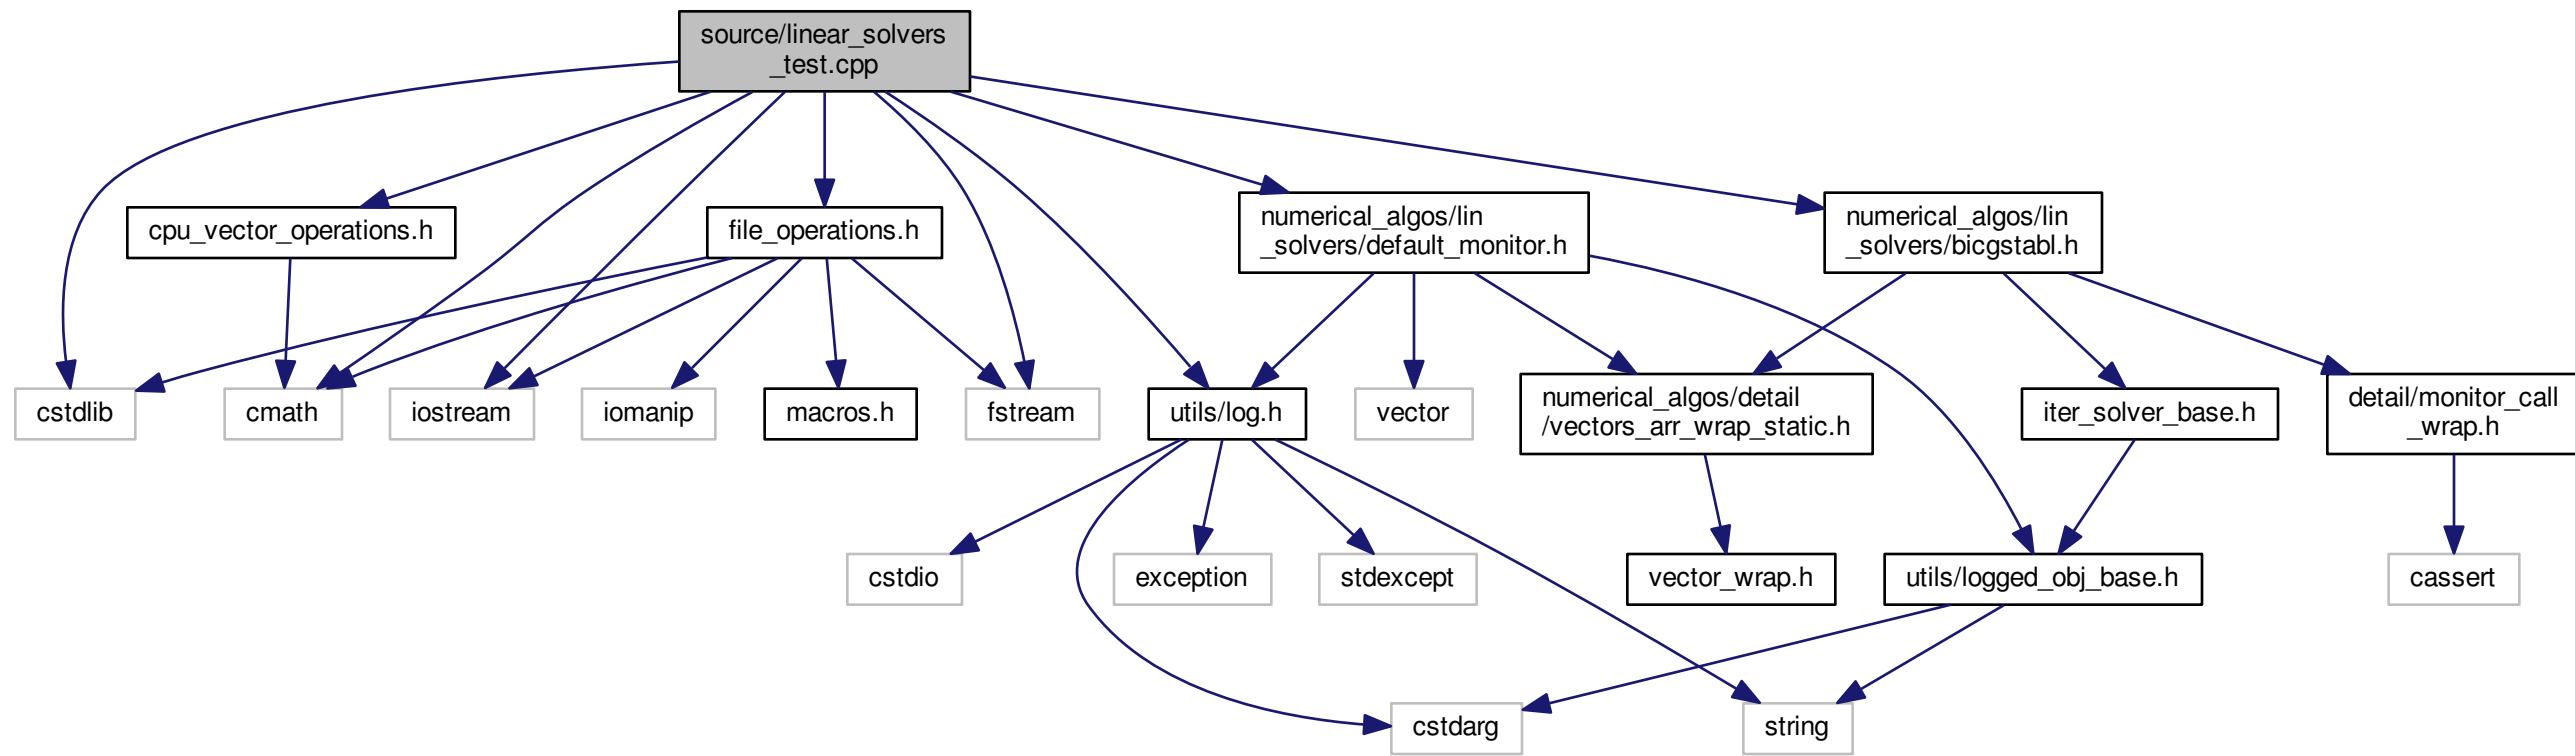 source/linear_solvers
_test.cpp
cpu_vector_operations.h
file_operations.h
numerical_algos/lin
_solvers/default_monitor.h
numerical_algos/lin
_solvers/bicgstabl.h
cstdlib
cmath
iostream
iomanip
macros.h
fstream
utils/log.h
vector
numerical_algos/detail
/vectors_arr_wrap_static.h
iter_solver_base.h
detail/monitor_call
_wrap.h
cstdio
exception
stdexcept
vector_wrap.h
utils/logged_obj_base.h
cassert
cstdarg
string